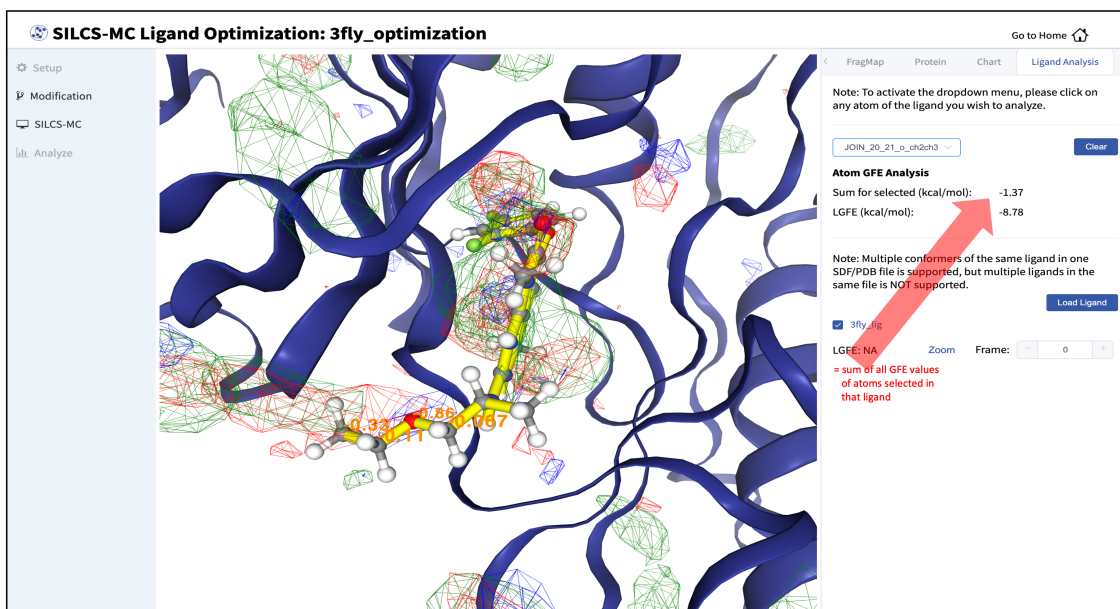 SILCS-MC Ligand Optimization: 3fly_optimization
Go to Home
Setup
Modification
SILCS-MC
Analyze
FragMap Protein Chart Ligand Analysis
Note: To activate the dropdown menu, please click on
any atom of the ligand you wish to analyze.
JOIN_20_21_o_ch2ch3 Clear
Atom GFE Analysis
Sum for selected (kcal/mol): -1.37
LGFE (kcal/mol): -8.78
Note: Multiple conformers of the same ligand in one
SDF/PDB file is supported, but multiple ligands in the
same file is NOT supported.
Load Ligand
3fly_lig
LGFE: NA Zoom Frame: 0
= sum of all GFE values
of atoms selected in
that ligand
-0.33 -0.11 -0.86 -0.067